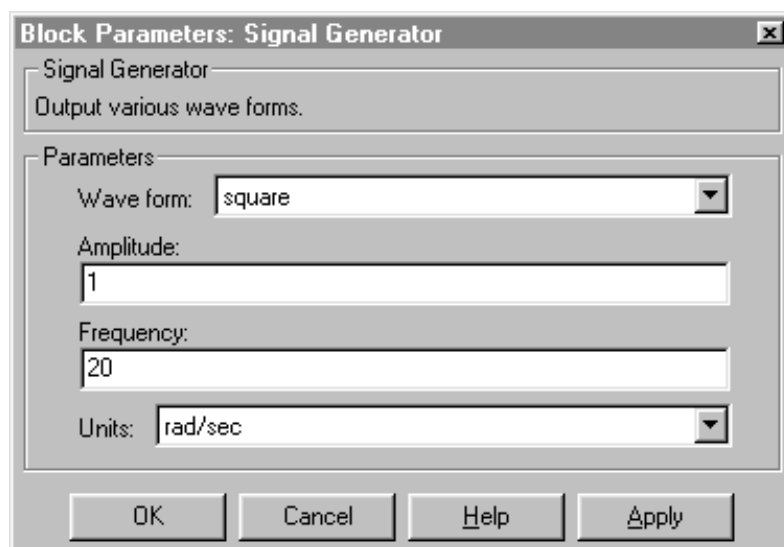 Block Parameters: Signal Generator
Signal Generator
Output various wave forms.
Parameters
Wave form: square
Amplitude:
1
Frequency:
20
Units: rad/sec
OK Cancel Help Apply